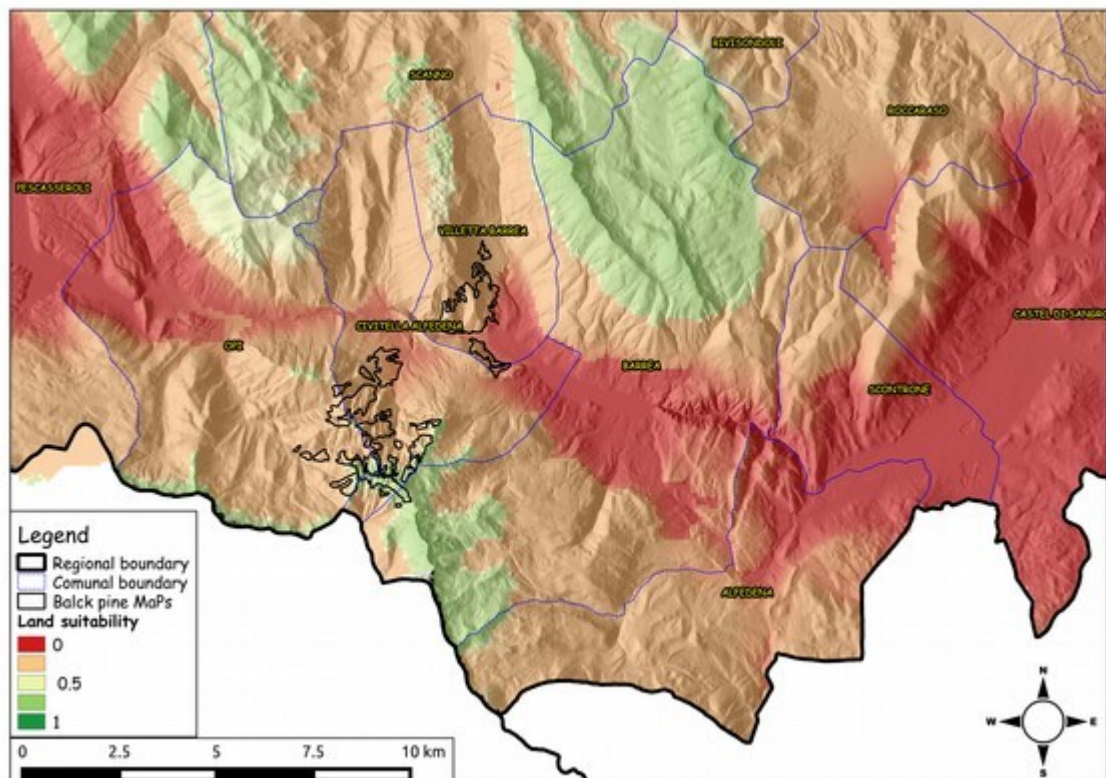 RIVISONDOLI
SCANNO
ROCCARASO
PESCASSEROLI
VILLETTA BARREA
CASTEL DI SANGRO
CIVITELLA ALFEDENA
OPI
BARREA
SCONTRONE
ALFEDENA
Legend
Regional boundary
Comunal boundary
Balck pine MaPs
Land suitability
0
0.5
1
0 2.5 5 7.5 10 km
N
W E
S